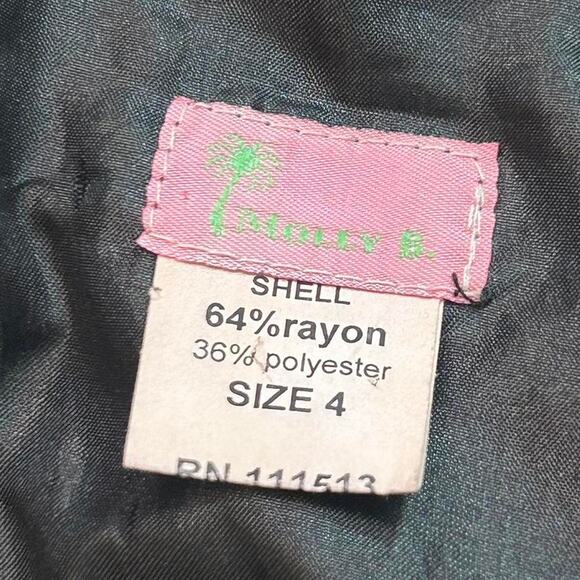 MOLLY B.
SHELL
64%rayon
36% polyester
SIZE 4
RN 111513